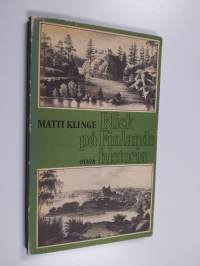 MATTI KLINGE
Blick
på
Finlands
historia
OTAVA